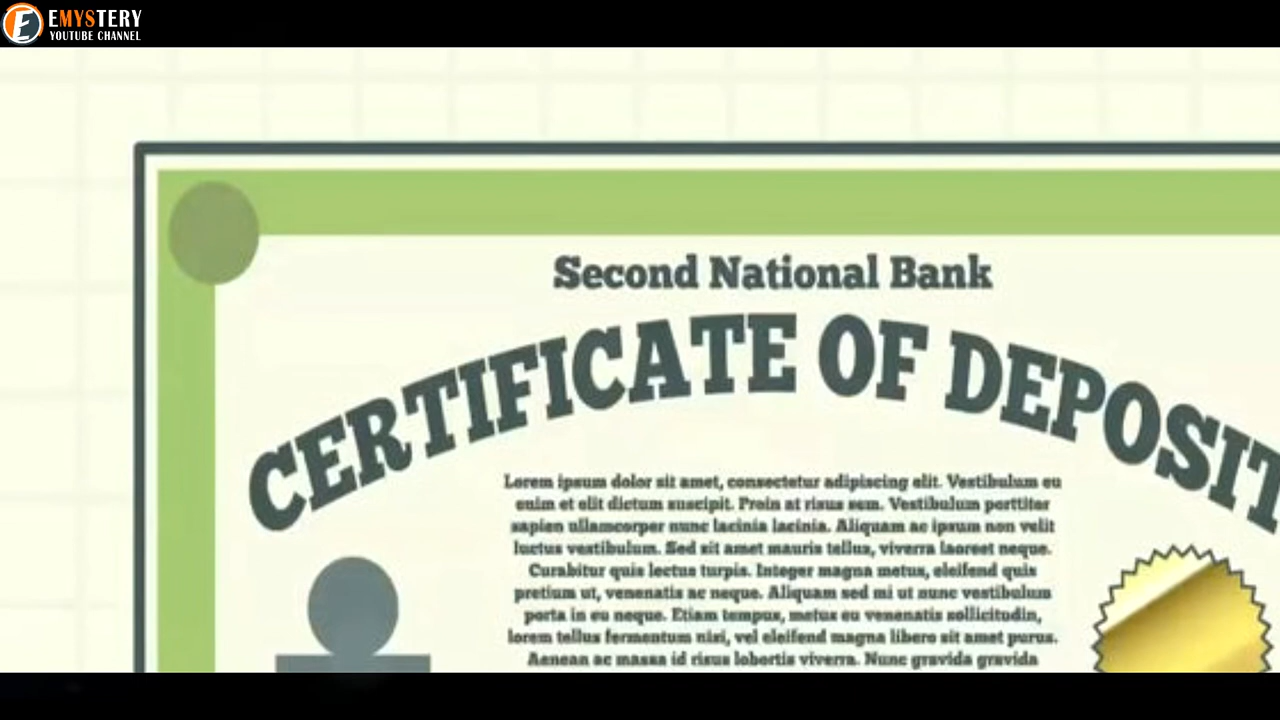 EMYSTERY
YOUTUBE CHANNEL
Second National Bank
CERTIFICATE OF DEPOSIT
Lorem ipsum dolor sit amet, consectetur adipiscing elit. Vestibulum eu
enim et elit dictum suscipit. Proin at risus sem. Vestibulum porttitor
sapien ullamcorper nunc lacinia lacinia. Aliquam ac ipsum non velit
luctus vestibulum. Sed sit amet mauris tellus, viverra laoreet neque.
Curabitur quis lectus turpis. Integer magna metus, eleifend quis
pretium ut, venenatis ac neque. Aliquam sed mi ut nunc vestibulum
porta in eu neque. Etiam tempus, metus eu venenatis sollicitudin,
lorem tellus fermentum nisi, vel eleifend magna libero sit amet purus.
Aenean ac massa id risus lobortis viverra. Nunc gravida gravida